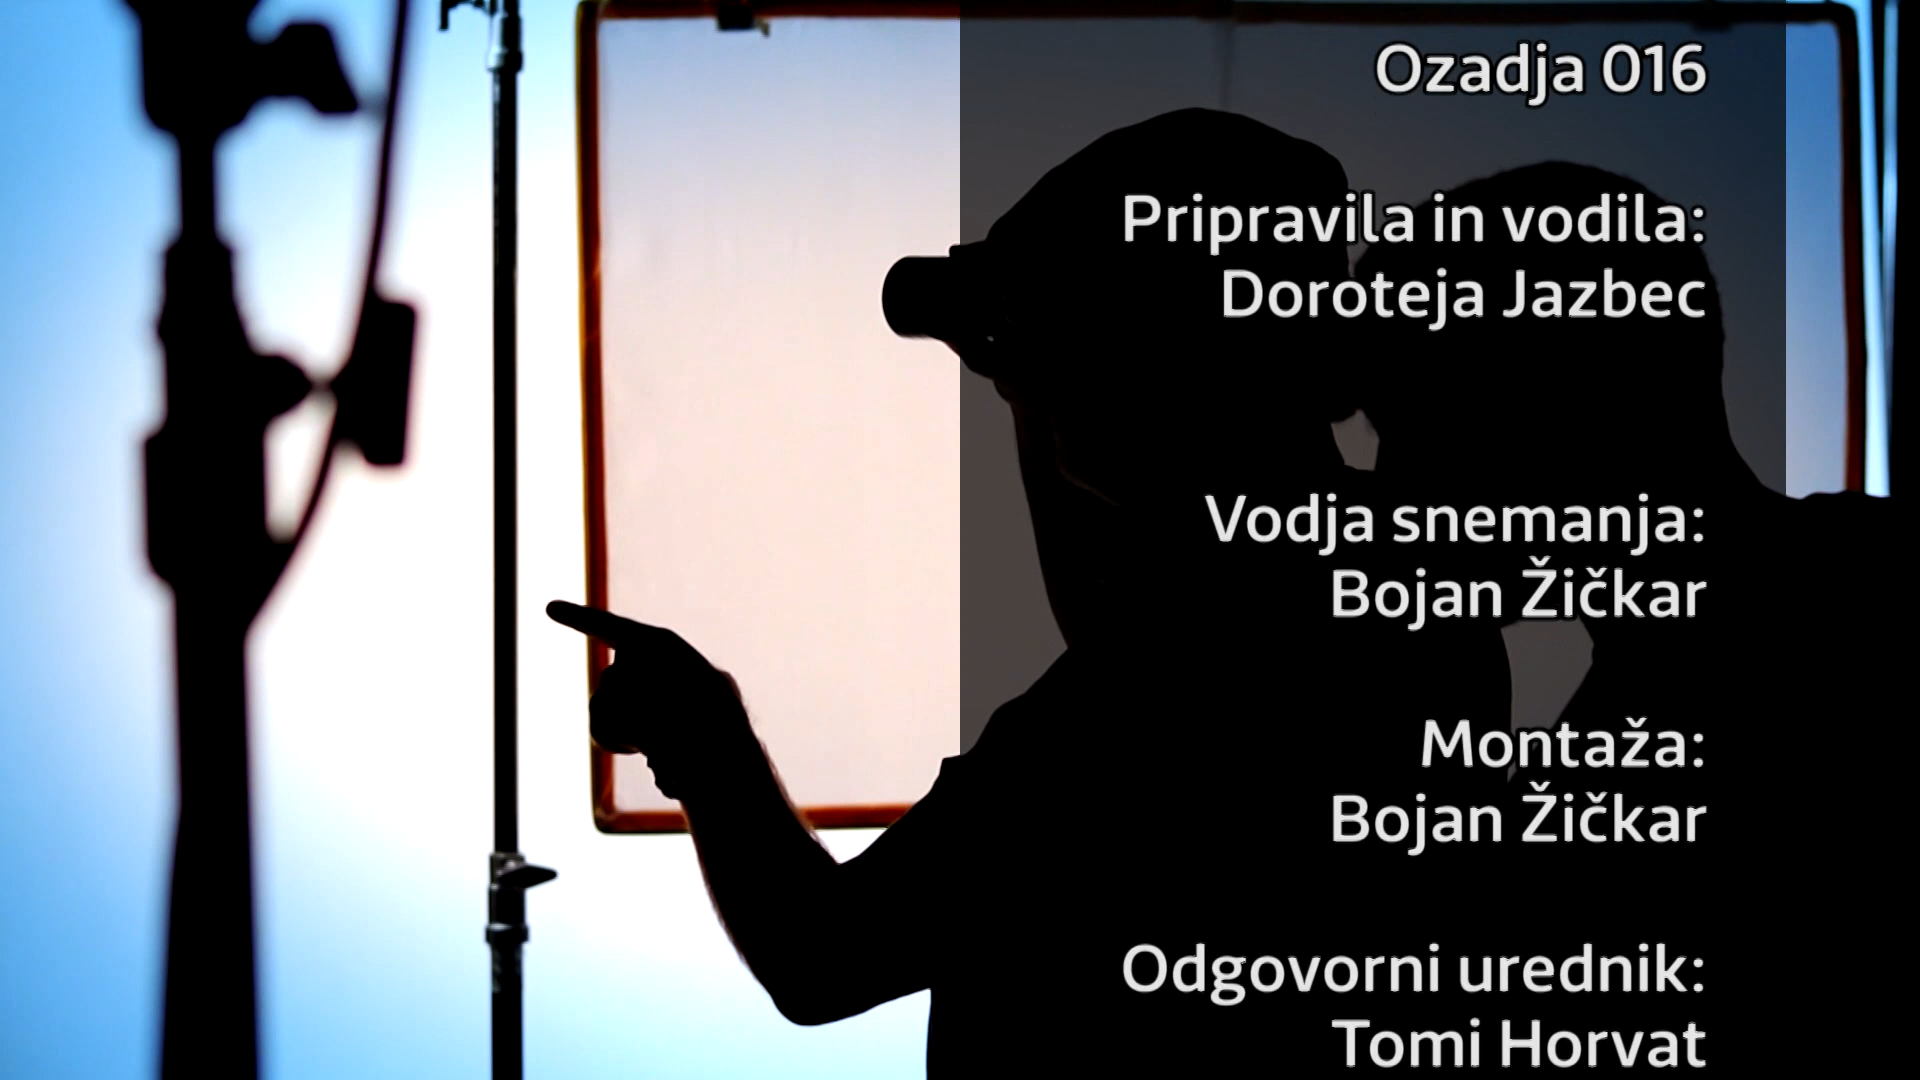 Ozadja 016
Pripravila in vodila:
Doroteja Jazbec
Vodja snemanja:
Bojan Žičkar
Montaža:
Bojan Žičkar
Odgovorni urednik:
Tomi Horvat